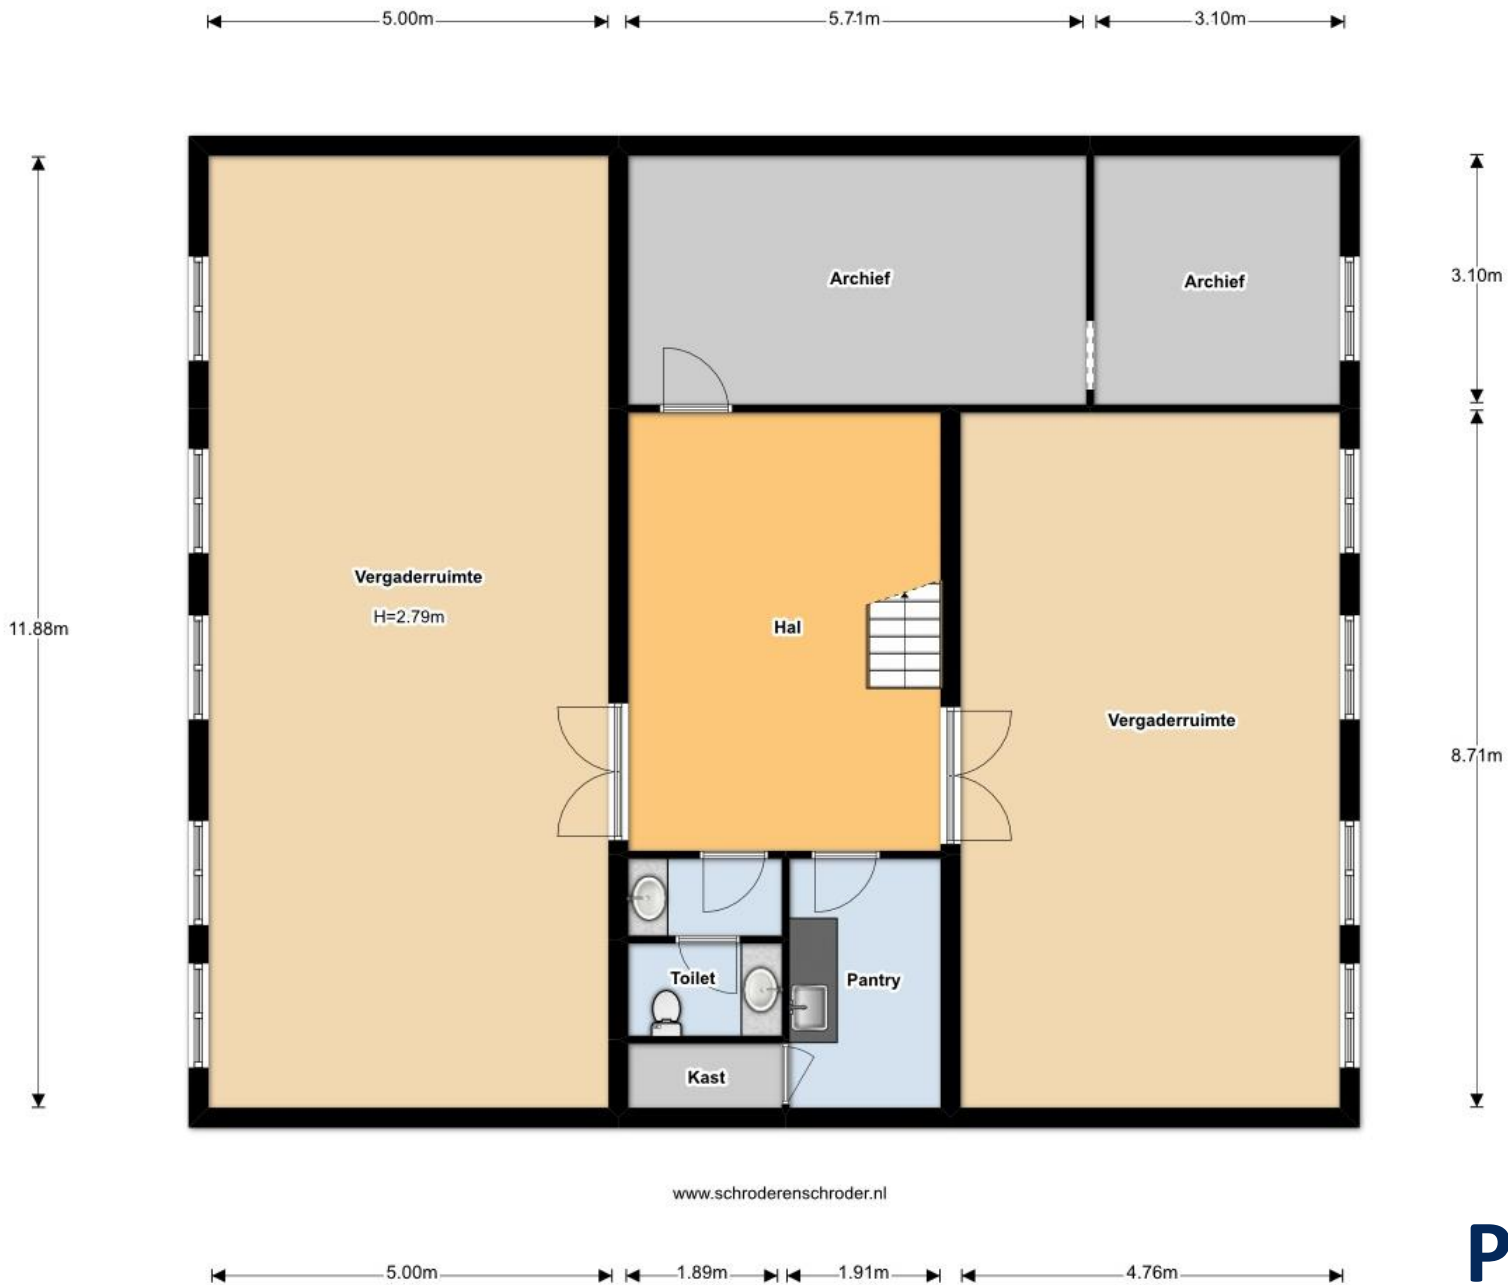 5.00m
5.71m
3.10m
Archief
Archief
3.10m
Vergaderruimte
H=2.79m
11.88m
Hal
Vergaderruimte
8.71m
Toilet
Pantry
Kast
www.schroderenschroder.nl
P
5.00m
1.89m
1.91m
4.76m